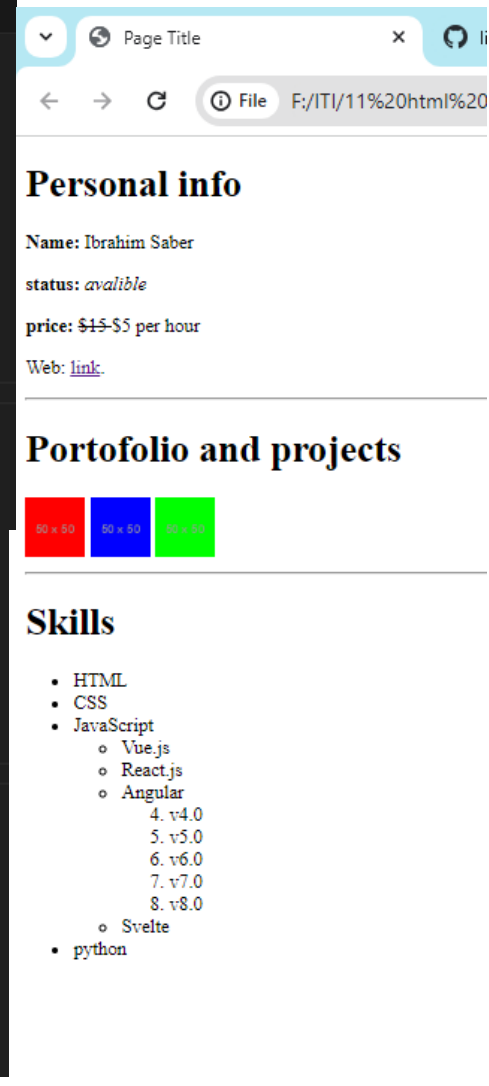 Page Title
File F:/ITI/11%20html%20
Personal info
Name: Ibrahim Saber
status: avalible
price: $15 $5 per hour
Web: link.
Portofolio and projects
50 x 50 50 x 50 50 x 50
Skills
HTML
CSS
JavaScript
Vue.js
React.js
Angular
4. v4.0
5. v5.0
6. v6.0
7. v7.0
8. v8.0
Svelte
python